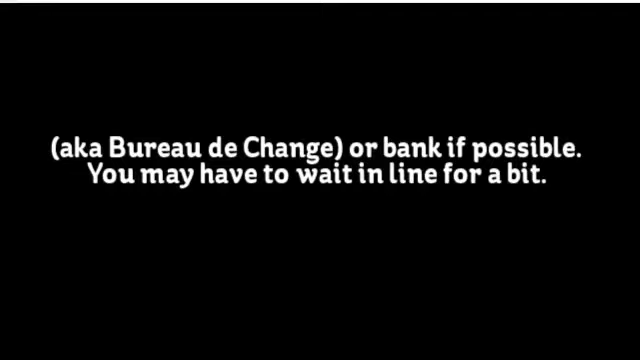 (aka Bureau de Change) or bank if possible.
You may have to wait in line for a bit.